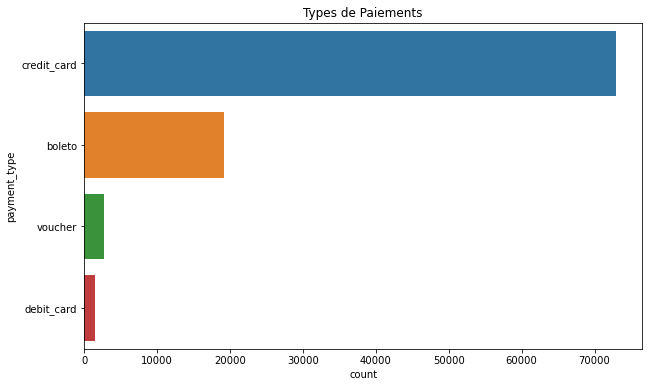 Types de Paiements
credit_card
boleto
voucher
debit_card
payment_type
0 10000 20000 30000 40000 50000 60000 70000
count